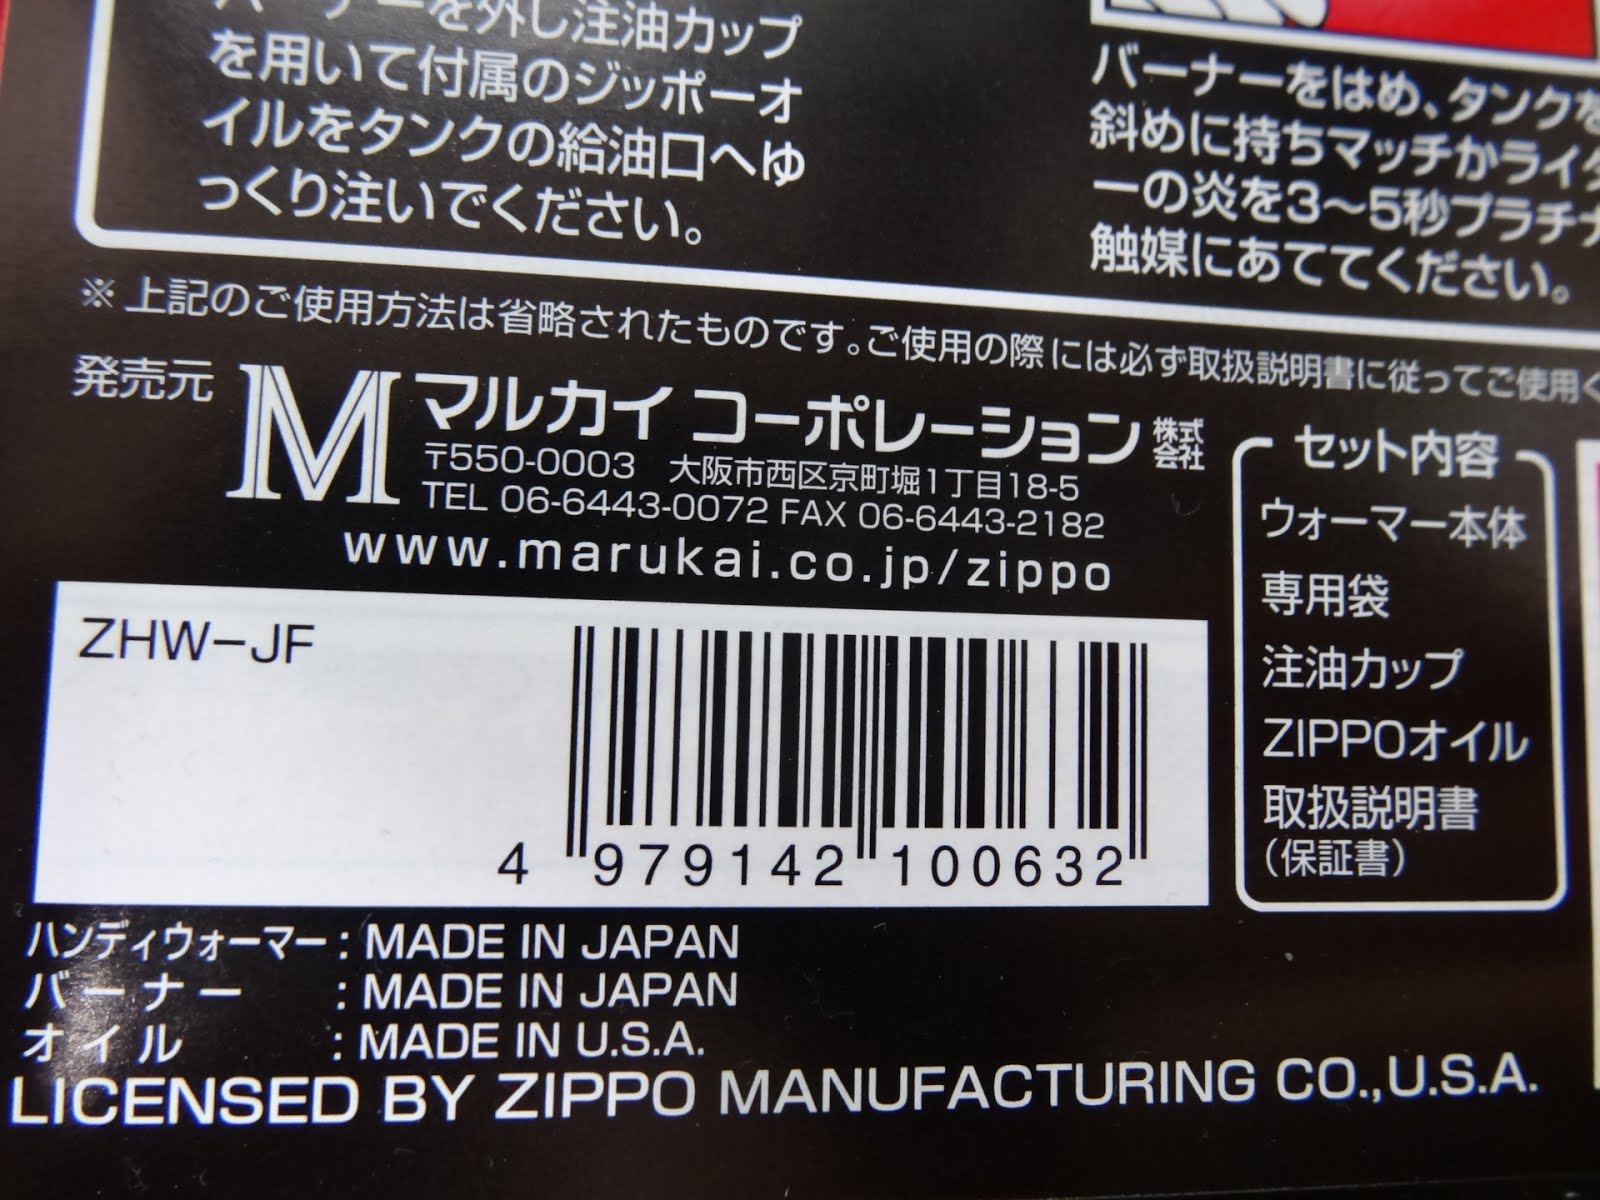 バーナーを外し注油カップ
を用いて付属のジッポーオ
イルをタンクの給油口へゆ
っくり注いでください。
バーナーをはめ、タンクを
斜めに持ちマッチかライタ
ーの炎を3〜5秒プラチナ
触媒にあててください。
※上記のご使用方法は省略されたものです。ご使用の際には必ず取扱説明書に従ってご使用く
発売元
M マルカイ コーポレーション 株式会社
〒550-0003 大阪市西区京町堀1丁目18-5
TEL 06-6443-0072 FAX 06-6443-2182
www.marukai.co.jp/zippo
セット内容
ウォーマー本体
専用袋
注油カップ
ZIPPOオイル
取扱説明書
(保証書)
ZHW-JF
4 979142 100632
ハンディウォーマー: MADE IN JAPAN
バーナー : MADE IN JAPAN
オイル : MADE IN U.S.A.
LICENSED BY ZIPPO MANUFACTURING CO.,U.S.A.